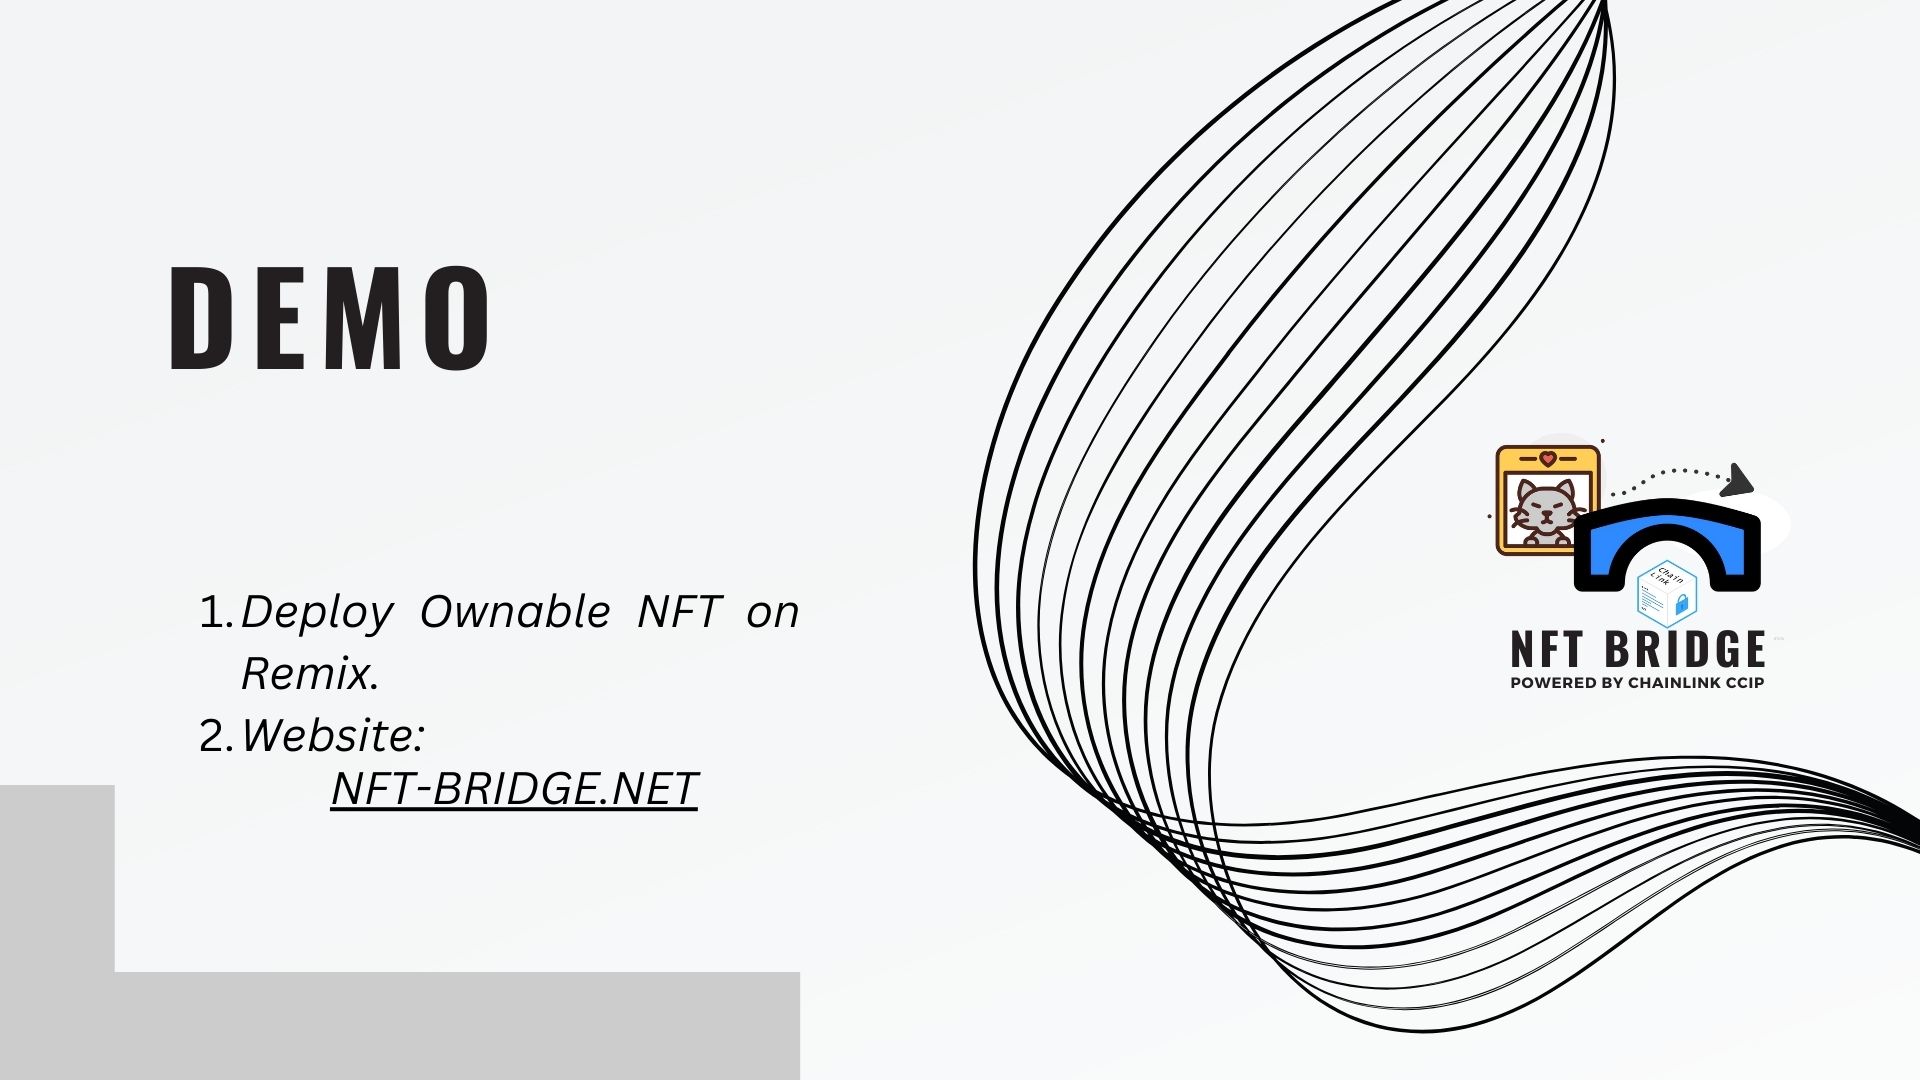 DEMO
1. Deploy Ownable NFT on
Remix.
2. Website:
NFT-BRIDGE.NET
Chain
Link
NFT BRIDGE
POWERED BY CHAINLINK CCIP